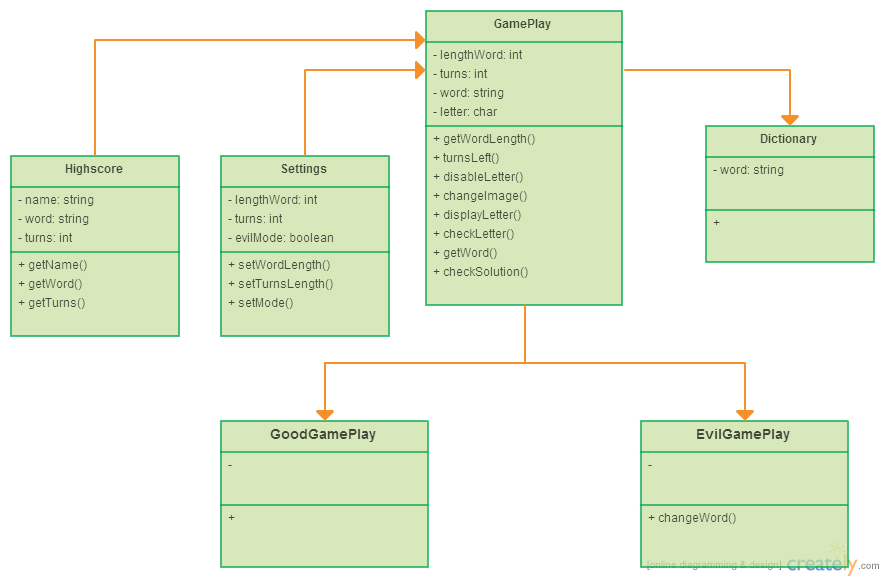 GamePlay
- lengthWord: int
- turns: int
- word: string
- letter: char
+ getWordLength()
+ turnsLeft()
+ disableLetter()
+ changeImage()
+ displayLetter()
+ checkLetter()
+ getWord()
+ checkSolution()
Dictionary
- word: string
+
Highscore
- name: string
- word: string
- turns: int
+ getName()
+ getWord()
+ getTurns()
Settings
- lengthWord: int
- turns: int
- evilMode: boolean
+ setWordLength()
+ setTurnsLength()
+ setMode()
GoodGamePlay
-
+
EvilGamePlay
-
+ changeWord()
[online diagramming & design] creately.com